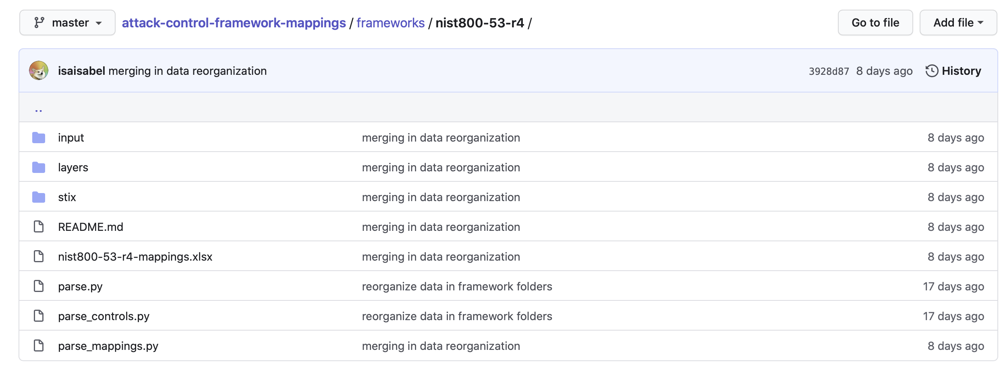 master attack-control-framework-mappings / frameworks / nist800-53-r4 / Go to file Add file
isaisabel merging in data reorganization 3928d87 8 days ago History
..
input merging in data reorganization 8 days ago
layers merging in data reorganization 8 days ago
stix merging in data reorganization 8 days ago
README.md merging in data reorganization 8 days ago
nist800-53-r4-mappings.xlsx merging in data reorganization 8 days ago
parse.py reorganize data in framework folders 17 days ago
parse_controls.py reorganize data in framework folders 17 days ago
parse_mappings.py merging in data reorganization 8 days ago